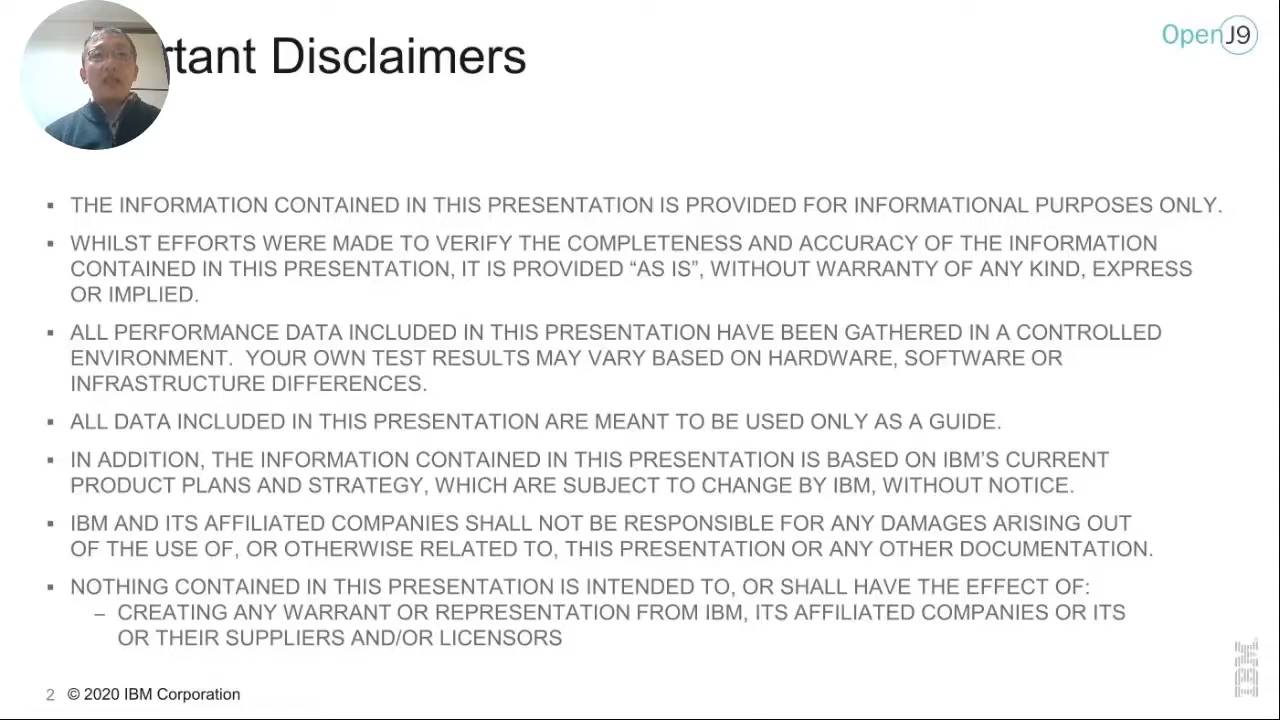 rtant Disclaimers
OpenJ9
▪ THE INFORMATION CONTAINED IN THIS PRESENTATION IS PROVIDED FOR INFORMATIONAL PURPOSES ONLY.
▪ WHILST EFFORTS WERE MADE TO VERIFY THE COMPLETENESS AND ACCURACY OF THE INFORMATION
CONTAINED IN THIS PRESENTATION, IT IS PROVIDED “AS IS”, WITHOUT WARRANTY OF ANY KIND, EXPRESS
OR IMPLIED.
▪ ALL PERFORMANCE DATA INCLUDED IN THIS PRESENTATION HAVE BEEN GATHERED IN A CONTROLLED
ENVIRONMENT.  YOUR OWN TEST RESULTS MAY VARY BASED ON HARDWARE, SOFTWARE OR
INFRASTRUCTURE DIFFERENCES.
▪ ALL DATA INCLUDED IN THIS PRESENTATION ARE MEANT TO BE USED ONLY AS A GUIDE.
▪ IN ADDITION, THE INFORMATION CONTAINED IN THIS PRESENTATION IS BASED ON IBM’S CURRENT
PRODUCT PLANS AND STRATEGY, WHICH ARE SUBJECT TO CHANGE BY IBM, WITHOUT NOTICE.
▪ IBM AND ITS AFFILIATED COMPANIES SHALL NOT BE RESPONSIBLE FOR ANY DAMAGES ARISING OUT
OF THE USE OF, OR OTHERWISE RELATED TO, THIS PRESENTATION OR ANY OTHER DOCUMENTATION.
▪ NOTHING CONTAINED IN THIS PRESENTATION IS INTENDED TO, OR SHALL HAVE THE EFFECT OF:
– CREATING ANY WARRANT OR REPRESENTATION FROM IBM, ITS AFFILIATED COMPANIES OR ITS
OR THEIR SUPPLIERS AND/OR LICENSORS
2 © 2020 IBM Corporation
IBM